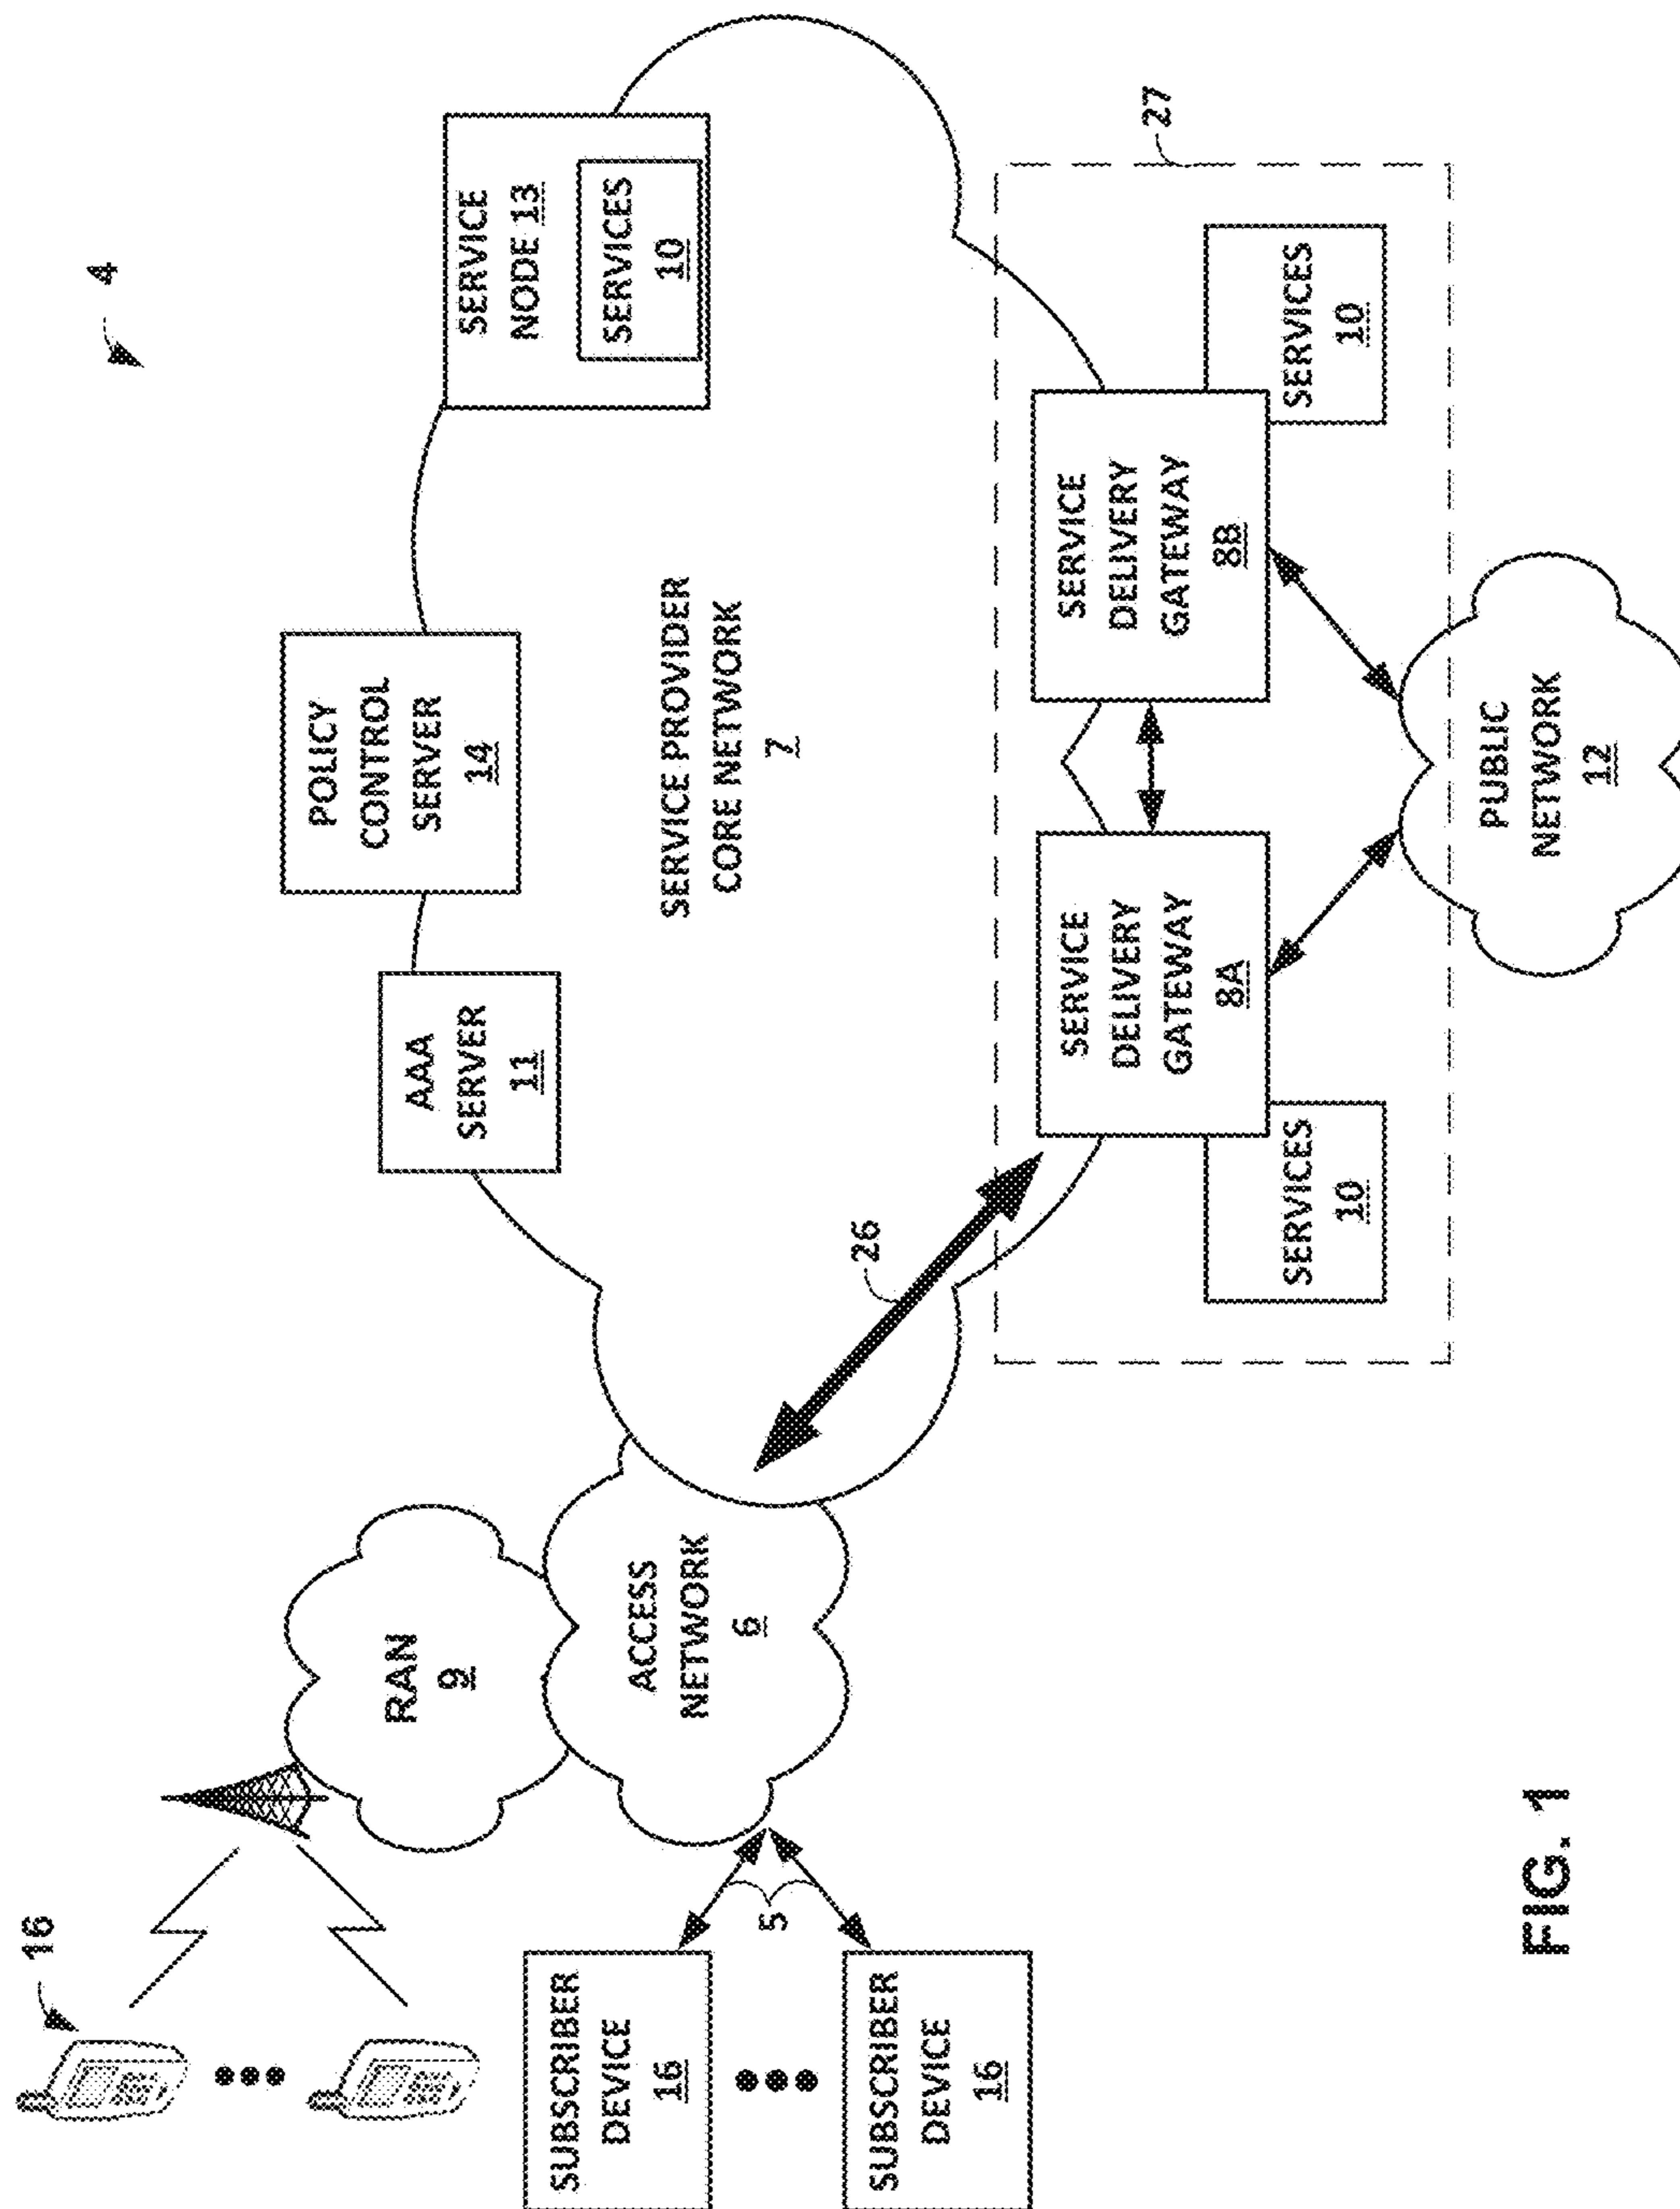 4
16
RAN
9
SUBSCRIBER
DEVICE
16
5
SUBSCRIBER
DEVICE
16
ACCESS
NETWORK
6
AAA
SERVER
11
POLICY
CONTROL
SERVER
14
SERVICE
NODE 13
SERVICES
10
SERVICE PROVIDER
CORE NETWORK
7
26
27
SERVICE
DELIVERY
GATEWAY
8A
SERVICE
DELIVERY
GATEWAY
8B
SERVICES
10
SERVICES
10
PUBLIC
NETWORK
12
FIG. 1